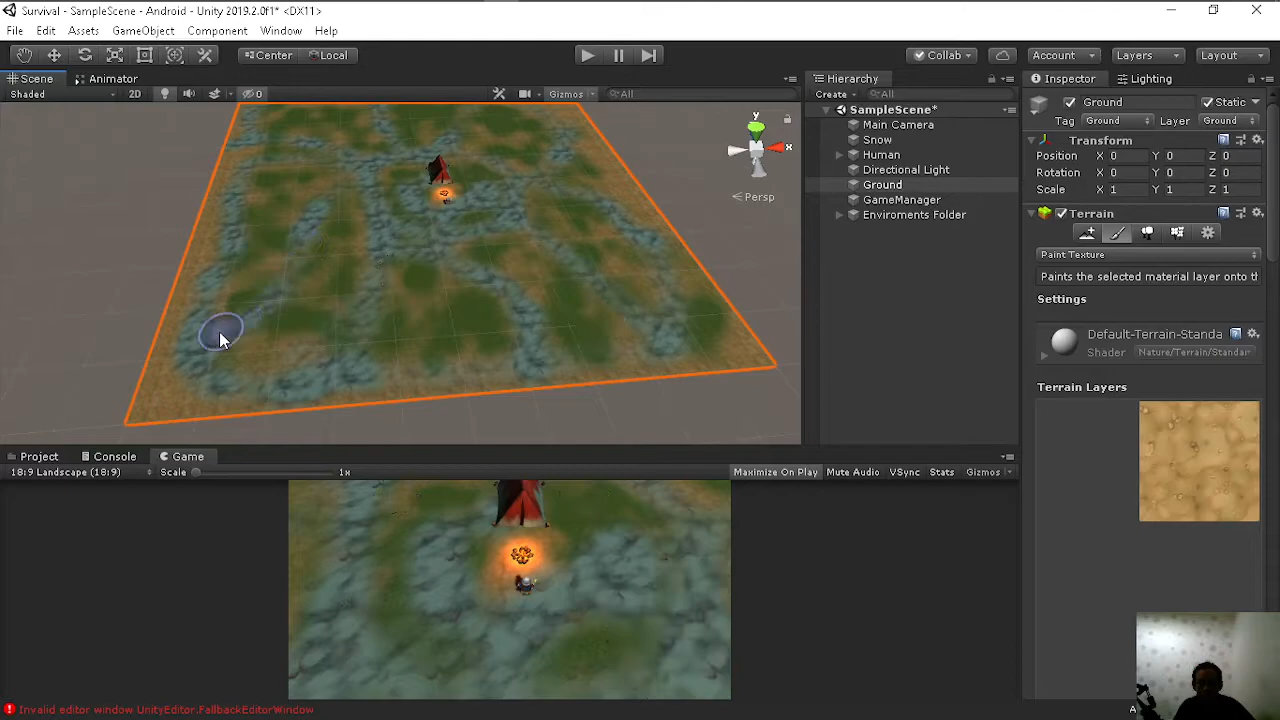 Survival - SampleScene - Android - Unity 2019.2.0f1* <DX11>
File Edit Assets GameObject Component Window Help
Center Local Collab Account Layers Layout
Scene Animator
Shaded 2D 0 Gizmos All
y
x
Persp
Hierarchy
Create All
SampleScene*
Main Camera
Snow
Human
Directional Light
Ground
GameManager
Enviroments Folder
Inspector Lighting
Ground Static
Tag Ground Layer Ground
Transform
Position X 0 Y 0 Z 0
Rotation X 0 Y 0 Z 0
Scale X 1 Y 1 Z 1
Terrain
Paint Texture
Paints the selected material layer onto th
Settings
Default-Terrain-Standa
Shader Nature/Terrain/Standar
Terrain Layers
Project Console Game
18:9 Landscape (18:9) Scale 1x Maximize On Play Mute Audio VSync Stats Gizmos
Invalid editor window UnityEditor.FallbackEditorWindow
A